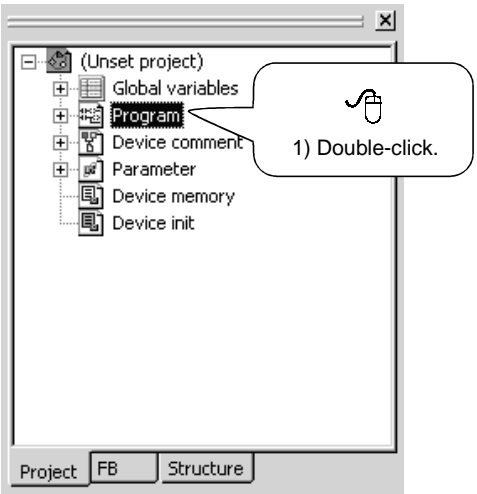 (Unset project)
Global variables
Program
1) Double-click.
Device comment
Parameter
Device memory
Device init
Project FB Structure